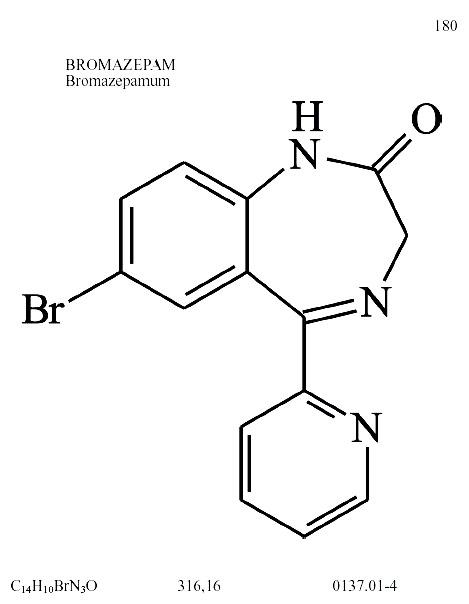 180
BROMAZEPAM
Bromazepamum
H
N
O
Br
N
N
C₁₄H₁₀BrN₃O 316,16 0137.01-4